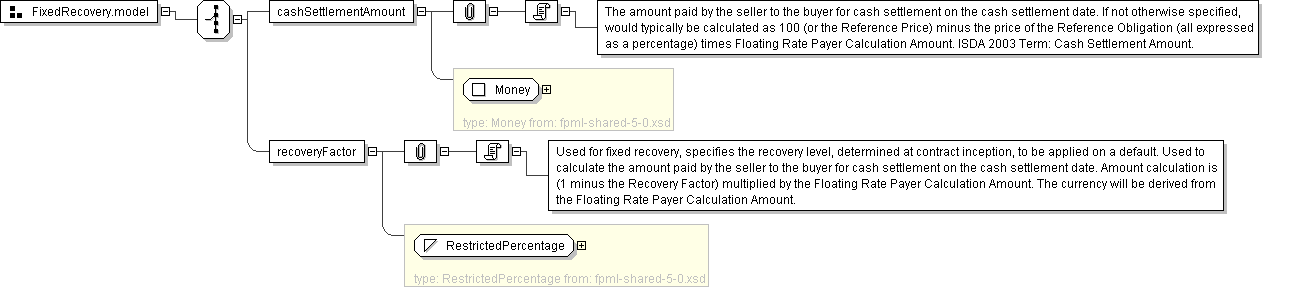 FixedRecovery.model
cashSettlementAmount
The amount paid by the seller to the buyer for cash settlement on the cash settlement date. If not otherwise specified,
would typically be calculated as 100 (or the Reference Price) minus the price of the Reference Obligation (all expressed
as a percentage) times Floating Rate Payer Calculation Amount. ISDA 2003 Term: Cash Settlement Amount.
Money
type: Money from: fpml-shared-5-0.xsd
recoveryFactor
Used for fixed recovery, specifies the recovery level, determined at contract inception, to be applied on a default. Used to
calculate the amount paid by the seller to the buyer for cash settlement on the cash settlement date. Amount calculation is
(1 minus the Recovery Factor) multiplied by the Floating Rate Payer Calculation Amount. The currency will be derived from
the Floating Rate Payer Calculation Amount.
RestrictedPercentage
type: RestrictedPercentage from: fpml-shared-5-0.xsd